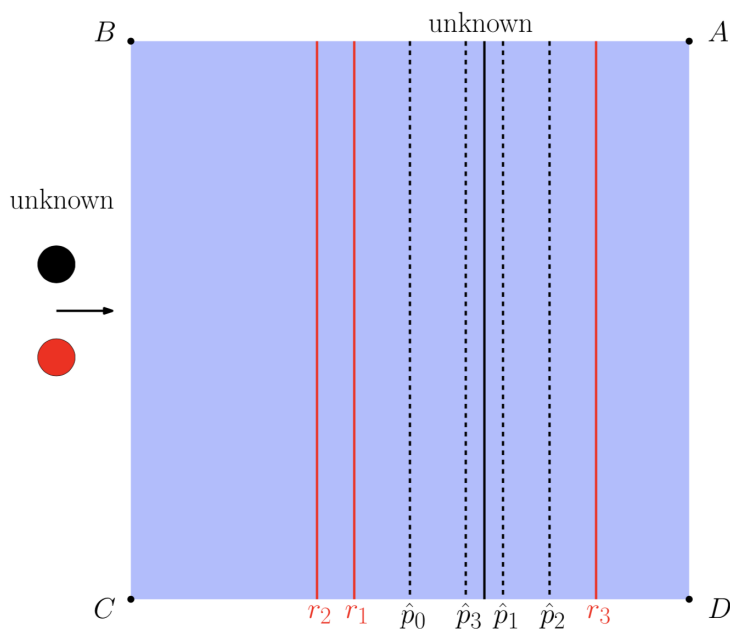 unknown
B
A
unknown
C
r₂ r₁ p̂₀ p̂₃ p̂₁ p̂₂ r₃
D